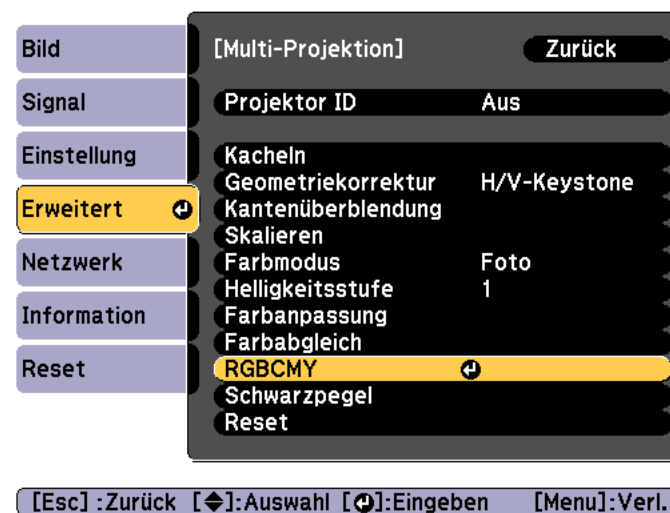 Bild
Signal
Einstellung
Erweitert
Netzwerk
Information
Reset
[Multi-Projektion] Zurück
Projektor ID Aus
Kacheln
Geometriekorrektur H/V-Keystone
Kantenüberblendung
Skalieren
Farbmodus Foto
Helligkeitsstufe 1
Farbanpassung
Farbabgleich
RGBCMY
Schwarzpegel
Reset
[Esc] :Zurück [◆]:Auswahl [↵]:Eingeben [Menu]:Verl.